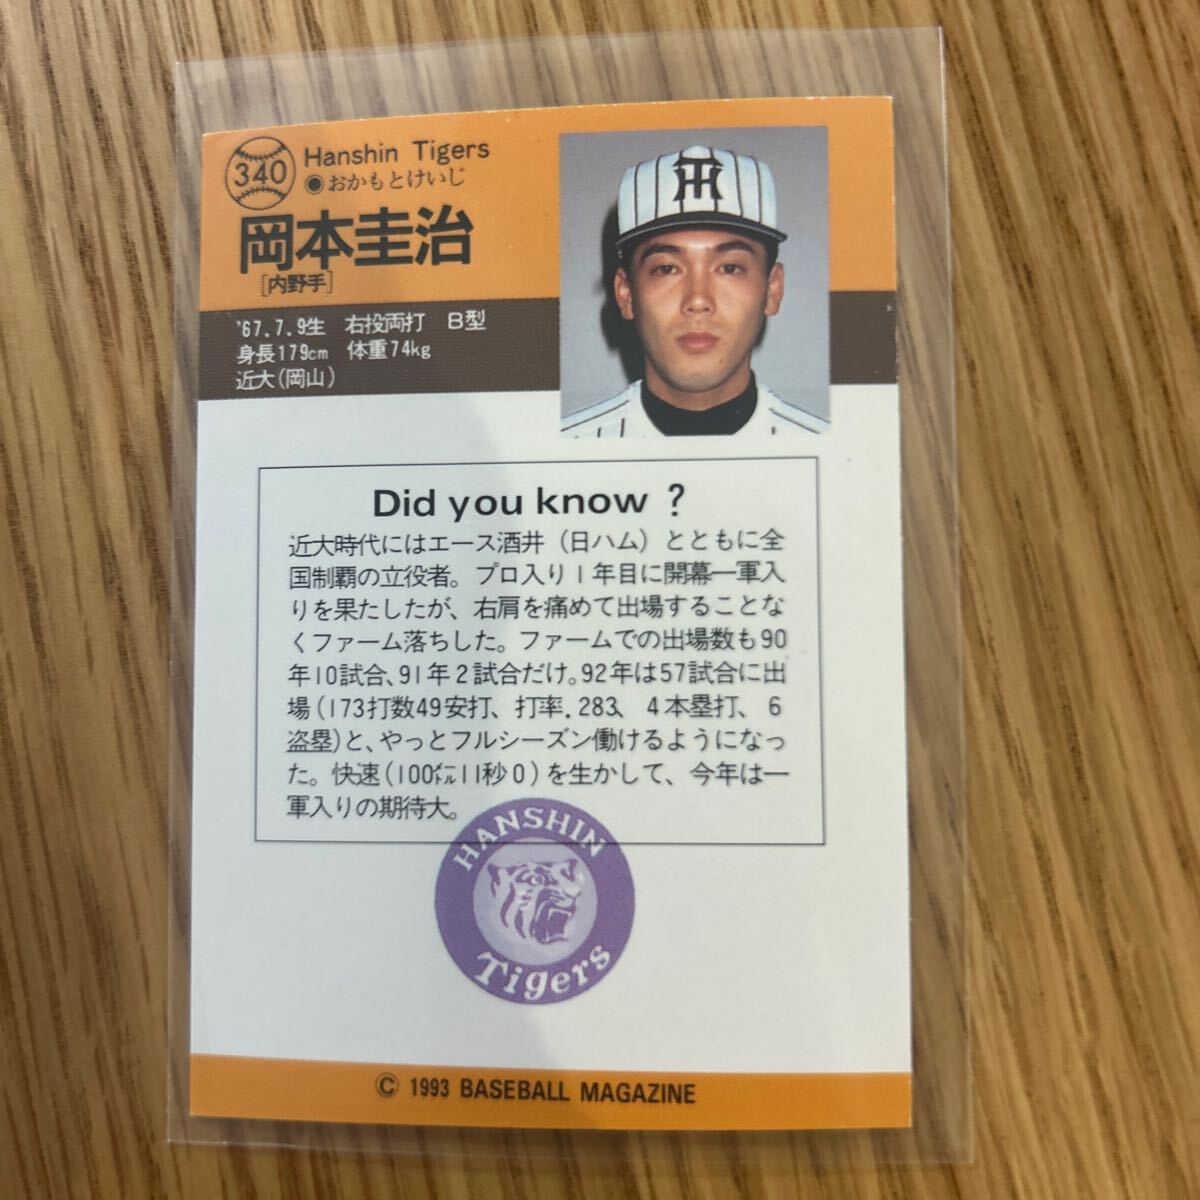 340
Hanshin Tigers
●おかもとけいじ
岡本圭治
[内野手]
'67.7.9生 右投両打 B型
身長179cm 体重74kg
近大(岡山)
Did you know ?
近大時代にはエース酒井(日ハム)とともに全
国制覇の立役者。プロ入り1年目に開幕一軍入
りを果たしたが、右肩を痛めて出場することな
くファーム落ちした。ファームでの出場数も90
年10試合、91年2試合だけ。92年は57試合に出
場(173打数49安打、打率.283、4本塁打、6
盗塁)と、やっとフルシーズン働けるようになっ
た。快速(100㍍11秒0)を生かして、今年は一
軍入りの期待大。
HANSHIN
Tigers
© 1993 BASEBALL MAGAZINE